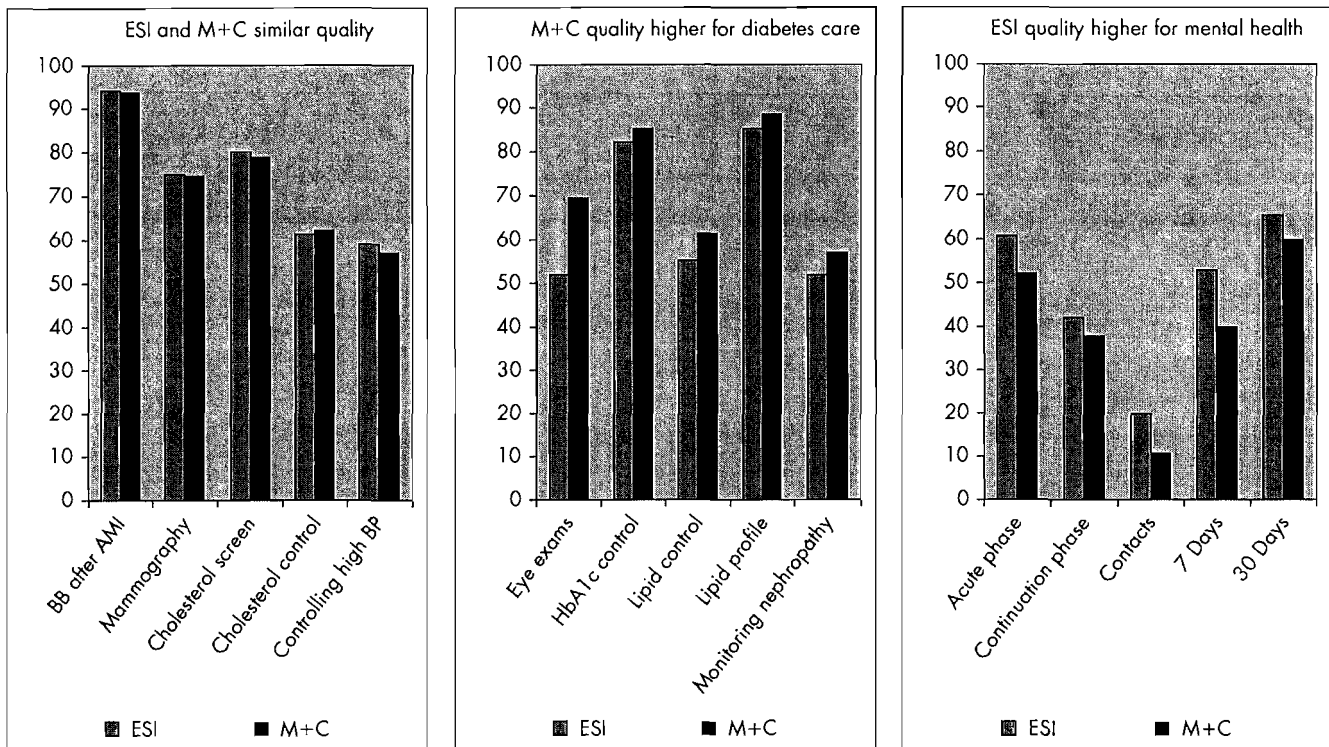 ESI and M+C similar quality
100
90
80
70
60
50
40
30
20
10
0
BB after AMI
Mammography
Cholesterol screen
Cholesterol control
Controlling high BP
ESI
M+C
M+C quality higher for diabetes care
100
90
80
70
60
50
40
30
20
10
0
Eye exams
HbA1c control
Lipid control
Lipid profile
Monitoring nephropathy
ESI
M+C
ESI quality higher for mental health
100
90
80
70
60
50
40
30
20
10
0
Acute phase
Continuation phase
Contacts
7 Days
30 Days
ESI
M+C